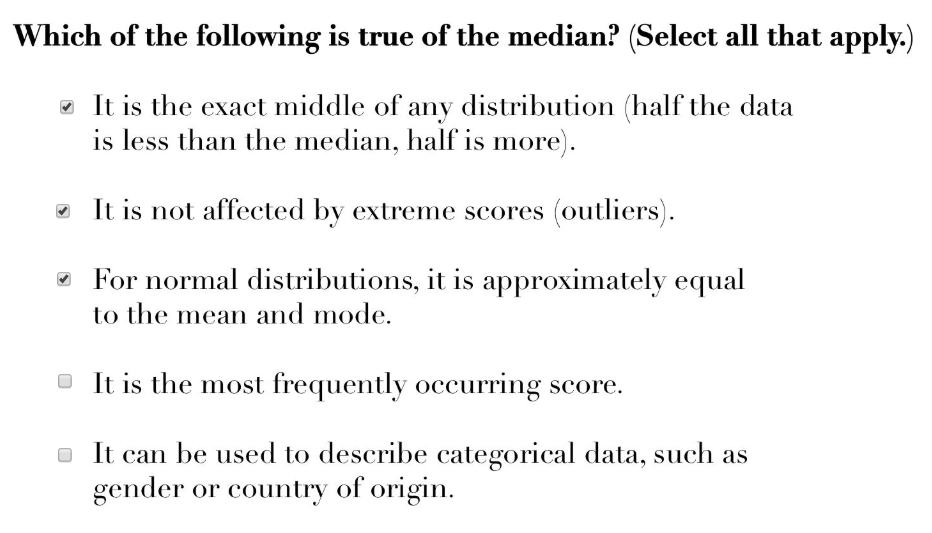 Which of the following is true of the median? (Select all that apply.)
It is the exact middle of any distribution (half the data
is less than the median, half is more).
It is not affected by extreme scores (outliers).
For normal distributions, it is approximately equal
to the mean and mode.
It is the most frequently occurring score.
It can be used to describe categorical data, such as
gender or country of origin.